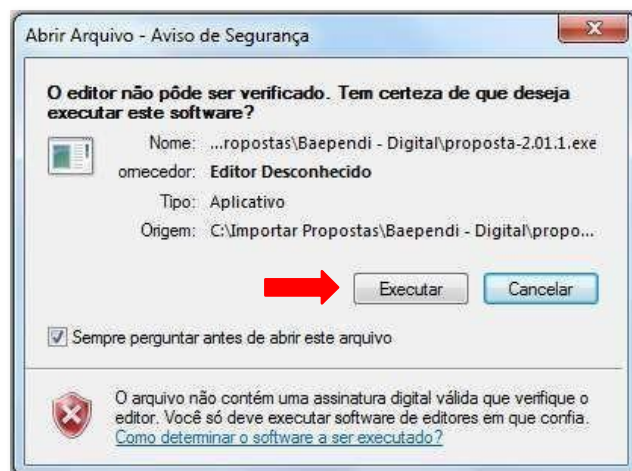 Abrir Arquivo - Aviso de Segurança
O editor não pôde ser verificado. Tem certeza de que deseja
executar este software?
Nome: ...ropostas\Baependi - Digital\proposta-2.01.1.exe
omecedor: Editor Desconhecido
Tipo: Aplicativo
Origem: C:\Importar Propostas\Baependi - Digital\propo...
Executar Cancelar
Sempre perguntar antes de abrir este arquivo
O arquivo não contém uma assinatura digital válida que verifique o
editor. Você só deve executar software de editores em que confia.
Como determinar o software a ser executado?